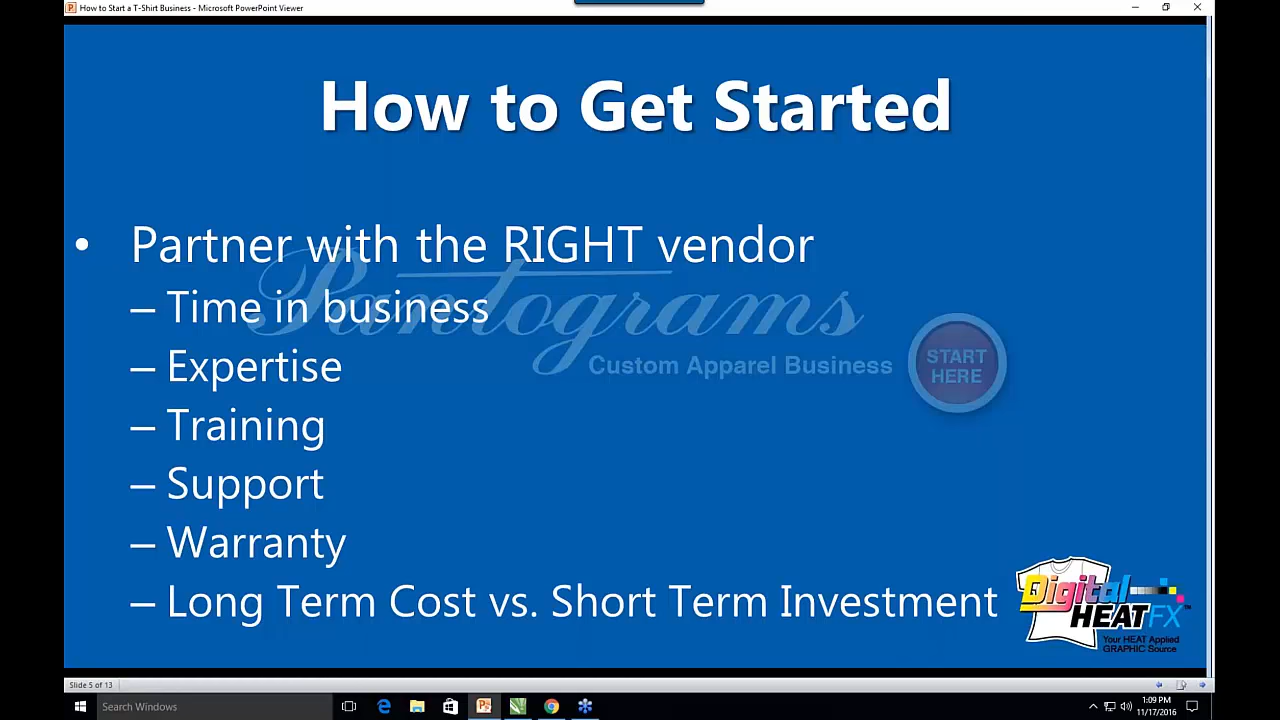 How to Start a T-Shirt Business - Microsoft PowerPoint Viewer
How to Get Started
• Partner with the RIGHT vendor
– Time in business
– Expertise
– Training
– Support
– Warranty
– Long Term Cost vs. Short Term Investment
Pantograms
Custom Apparel Business
START
HERE
Digital
HEAT FX™
Your HEAT Applied
GRAPHIC Source
Slide 5 of 13
Search Windows
1:09 PM
11/17/2016